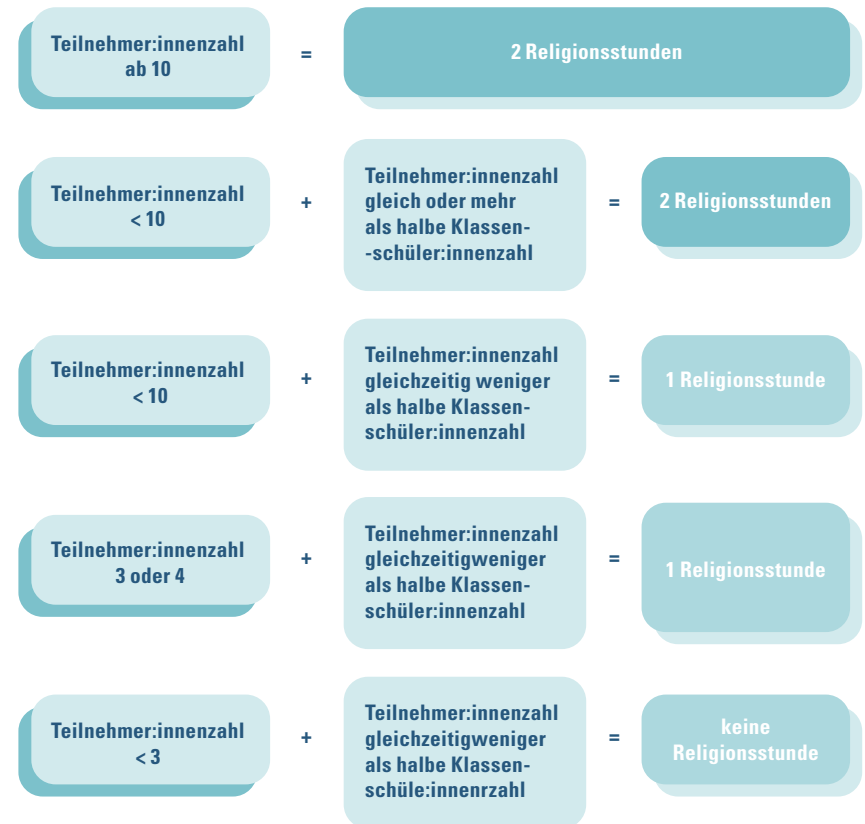 Teilnehmer:innenzahl
ab 10
=
2 Religionsstunden
Teilnehmer:innenzahl
< 10
+
Teilnehmer:innenzahl
gleich oder mehr
als halbe Klassen-
-schüler:innenzahl
=
2 Religionsstunden
Teilnehmer:innenzahl
< 10
+
Teilnehmer:innenzahl
gleichzeitig weniger
als halbe Klassen-
schüler:innenzahl
=
1 Religionsstunde
Teilnehmer:innenzahl
3 oder 4
+
Teilnehmer:innenzahl
gleichzeitigweniger
als halbe Klassen-
schüler:innenzahl
=
1 Religionsstunde
Teilnehmer:innenzahl
< 3
+
Teilnehmer:innenzahl
gleichzeitigweniger
als halbe Klassen-
schüle:innenrzahl
=
keine
Religionsstunde